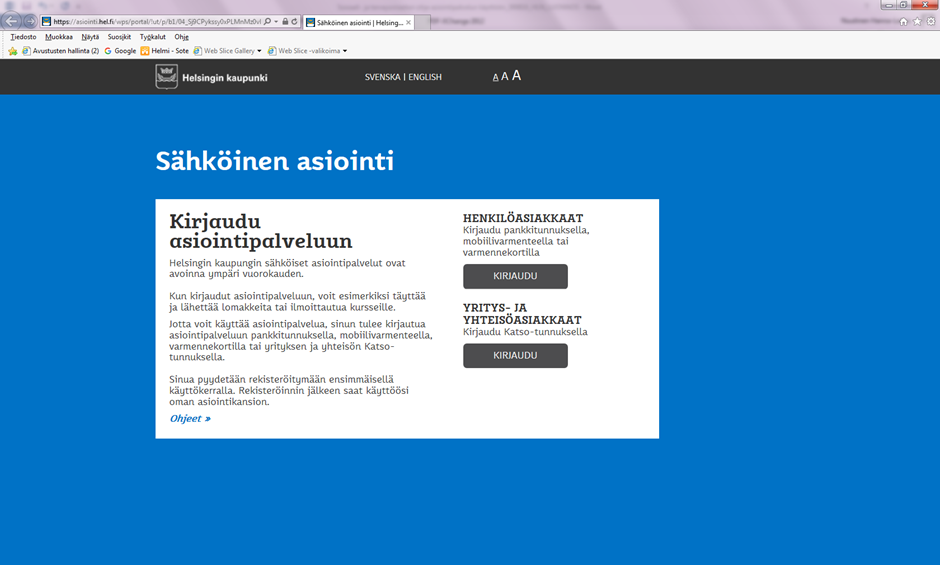 https://asiointi.hel.fi/wps/portal/!ut/p/b1/04_Sj9CPykssy0xPLMnMz0vI
Sähköinen asiointi | Helsing...
Tiedosto Muokkaa Näytä Suosikit Työkalut Ohje
Avustusten hallinta (2) Google Helmi - Sote Web Slice Gallery Web Slice -valikoima
Helsingin kaupunki SVENSKA | ENGLISH A A A
Sähköinen asiointi
Kirjaudu
asiointipalveluun
Helsingin kaupungin sähköiset asiointipalvelut ovat
avoinna ympäri vuorokauden.
Kun kirjaudut asiointipalveluun, voit esimerkiksi täyttää
ja lähettää lomakkeita tai ilmoittautua kursseille.
Jotta voit käyttää asiointipalvelua, sinun tulee kirjautua
asiointipalveluun pankkitunnuksella, mobiilivarmenteella,
varmennekortilla tai yrityksen ja yhteisön Katso-
tunnuksella.
Sinua pyydetään rekisteröitymään ensimmäisellä
käyttökerralla. Rekisteröinnin jälkeen saat käyttöösi
oman asiointikansion.
Ohjeet »
HENKILÖASIAKKAAT
Kirjaudu pankkitunnuksella,
mobiilivarmenteella tai
varmennekortilla
KIRJAUDU
YRITYS- JA
YHTEISÖASIAKKAAT
Kirjaudu Katso-tunnuksella
KIRJAUDU